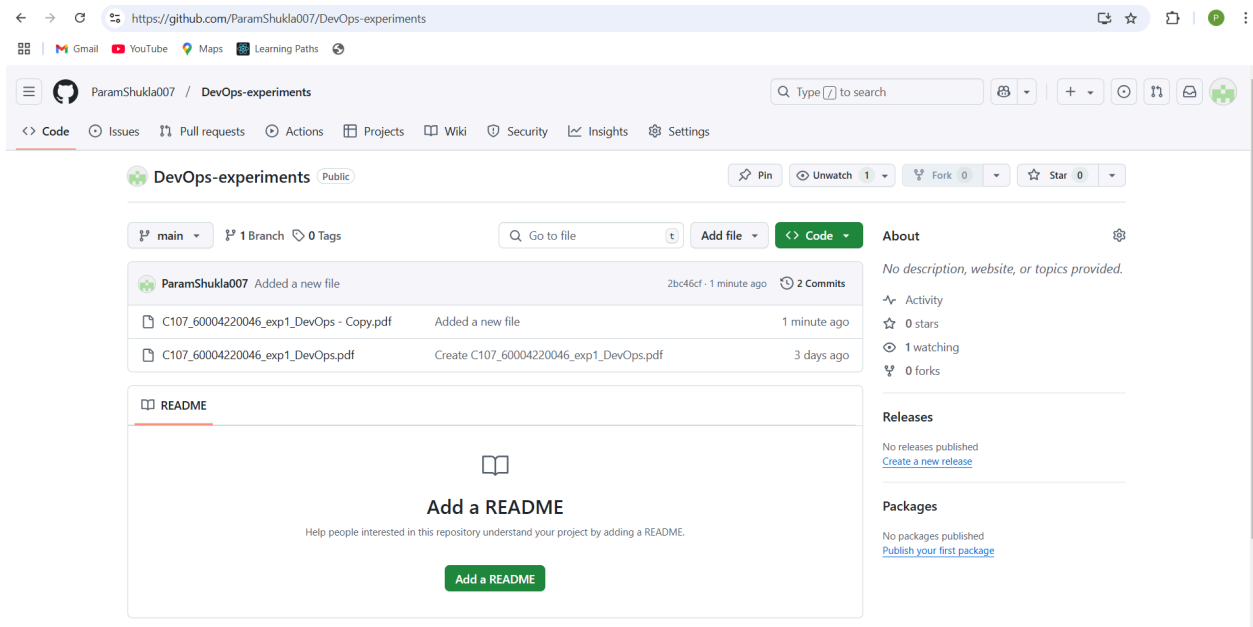 https://github.com/ParamShukla007/DevOps-experiments
P
Gmail YouTube Maps Learning Paths
ParamShukla007 / DevOps-experiments
Type / to search
Code Issues Pull requests Actions Projects Wiki Security Insights Settings
DevOps-experiments Public
Pin Unwatch 1 Fork 0 Star 0
main 1 Branch 0 Tags
Go to file t
Add file Code
About
No description, website, or topics provided.
ParamShukla007 Added a new file 2bc46cf · 1 minute ago 2 Commits
C107_60004220046_exp1_DevOps - Copy.pdf Added a new file 1 minute ago
C107_60004220046_exp1_DevOps.pdf Create C107_60004220046_exp1_DevOps.pdf 3 days ago
Activity
0 stars
1 watching
0 forks
README
Add a README
Help people interested in this repository understand your project by adding a README.
Add a README
Releases
No releases published
Create a new release
Packages
No packages published
Publish your first package